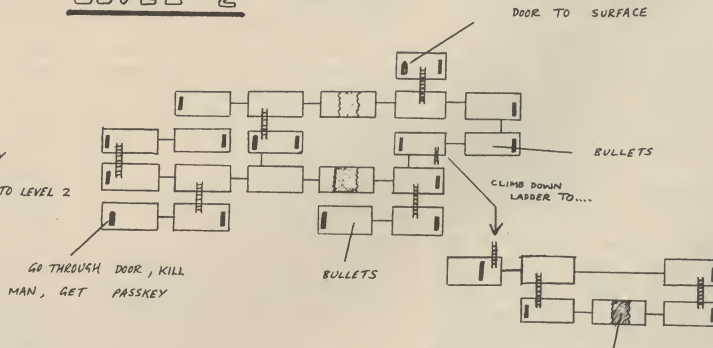 DOOR TO SURFACE
BULLETS
TO LEVEL 2
CLIMB DOWN
LADDER TO....
GO THROUGH DOOR, KILL
MAN, GET PASSKEY
BULLETS